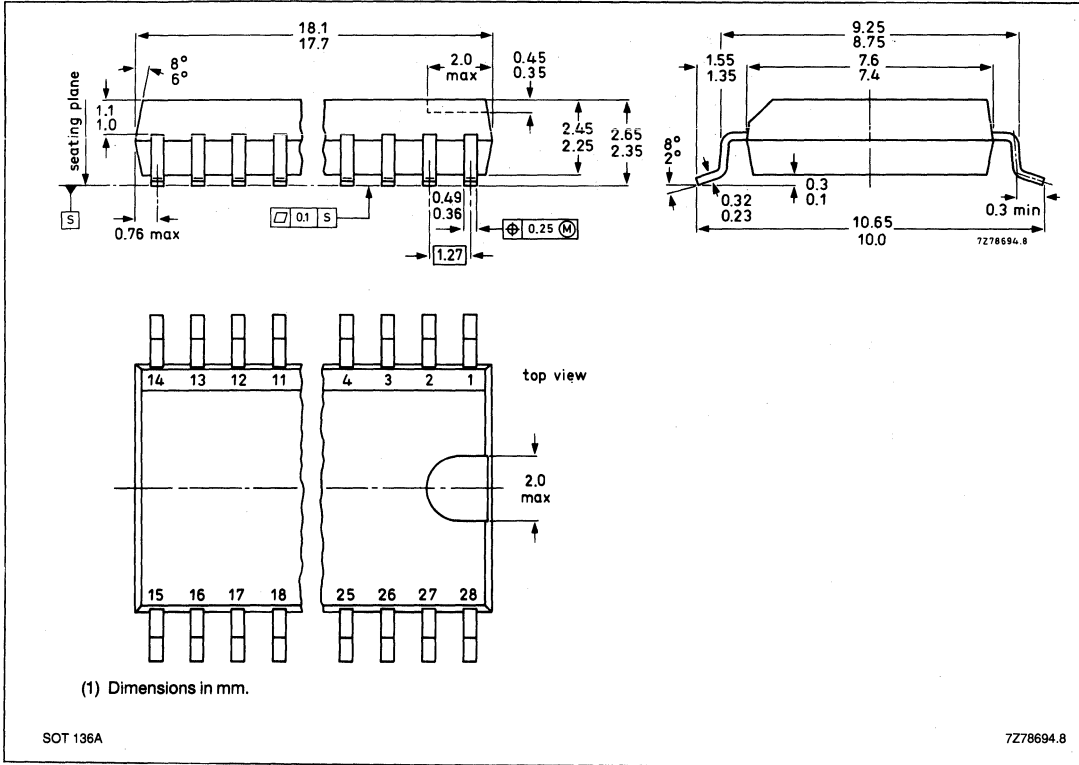 18.1
17.7
8°
6°
2.0
max
0.45
0.35
seating plane
1.1
1.0
2.45
2.25
2.65
2.35
S
0.76 max
0.1 S
0.49
0.36
0.25 M
1.27
9.25
8.75
1.55
1.35
7.6
7.4
8°
2°
0.32
0.23
0.3
0.1
0.3 min
10.65
10.0
7Z78694.8
14 13 12 11 4 3 2 1
top view
2.0
max
15 16 17 18 25 26 27 28
(1) Dimensions in mm.
SOT 136A
7Z78694.8